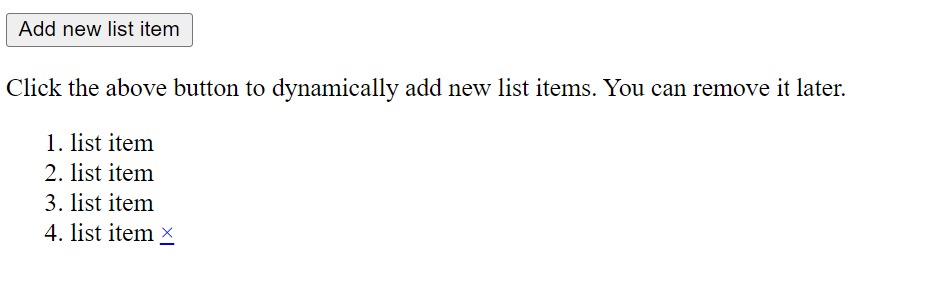 Add new list item
Click the above button to dynamically add new list items. You can remove it later.
1. list item
2. list item
3. list item
4. list item ×